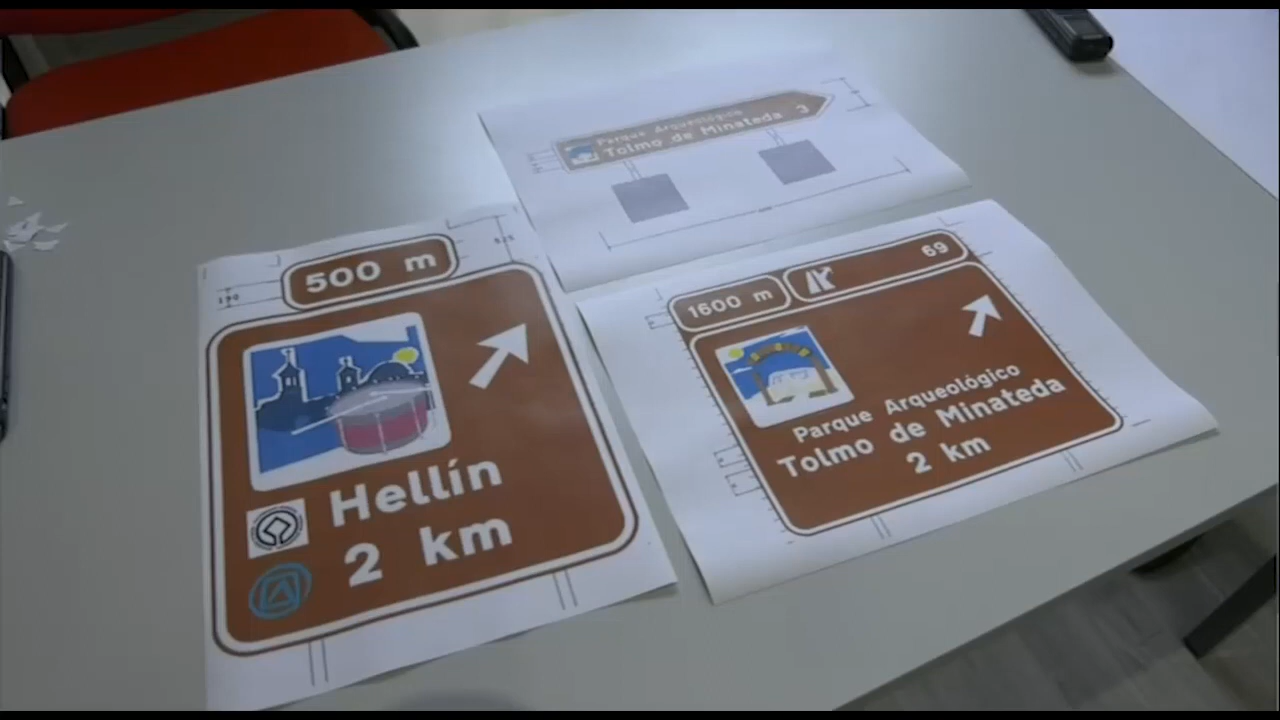 Parque Arqueológico
Tolmo de Minateda 3
500 m
Hellín
2 km
1600 m
69
Parque Arqueológico
Tolmo de Minateda
2 km